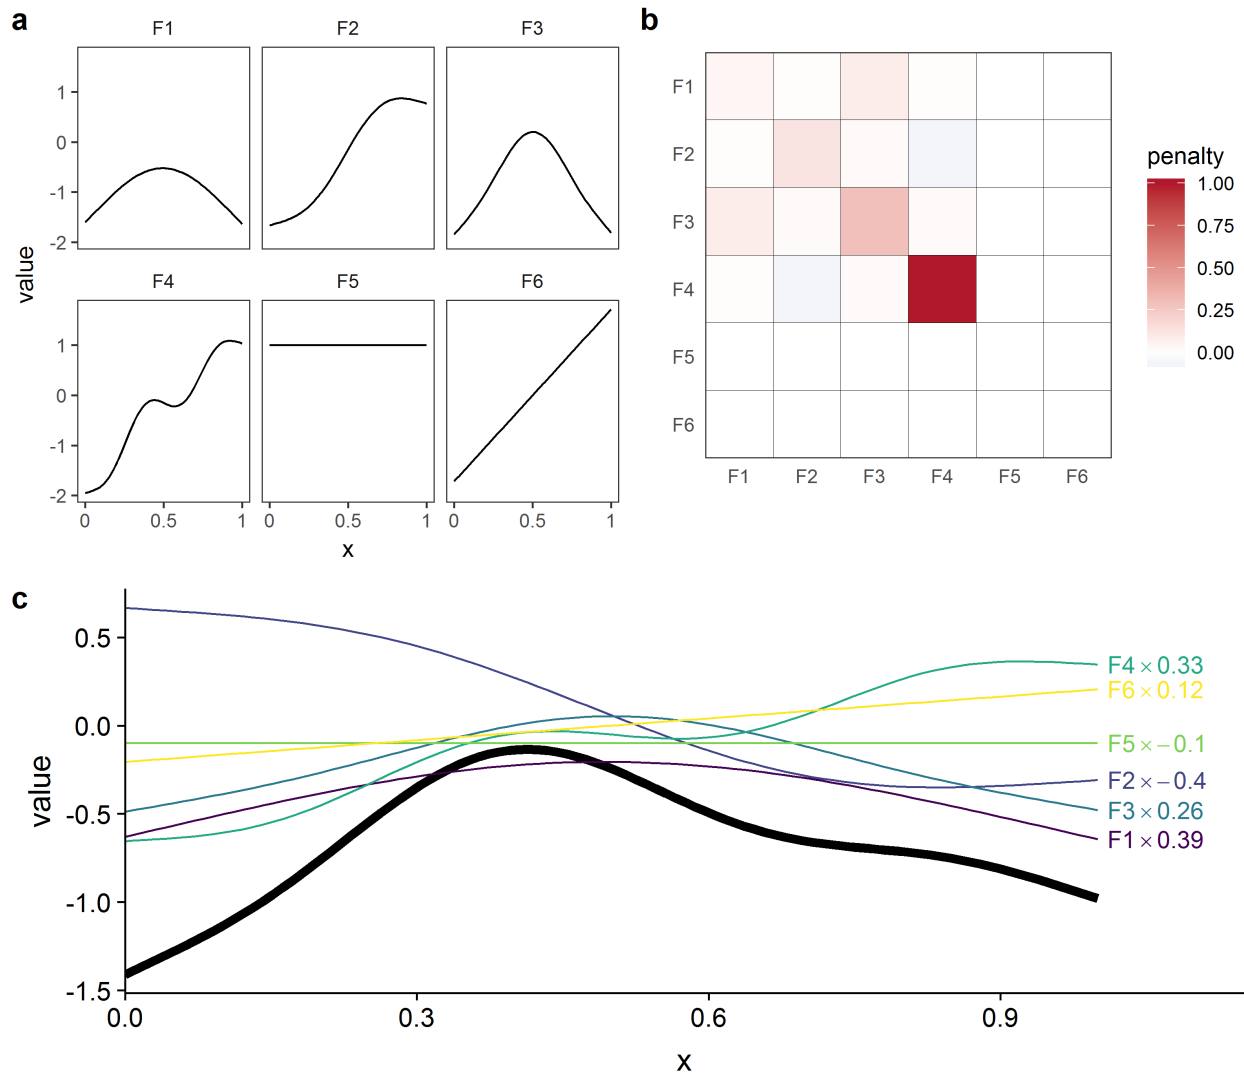 a
F1 F2 F3
1
0
-1
-2
value
F4 F5 F6
1
0
-1
-2
0 0.5 1 0 0.5 1 0 0.5 1
x
b
F1
F2
F3
F4
F5
F6
F1 F2 F3 F4 F5 F6
penalty
1.00
0.75
0.50
0.25
0.00
c
value
0.5
0.0
-0.5
-1.0
-1.5
0.0 0.3 0.6 0.9
x
F4 × 0.33
F6 × 0.12
F5 × −0.1
F2 × −0.4
F3 × 0.26
F1 × 0.39